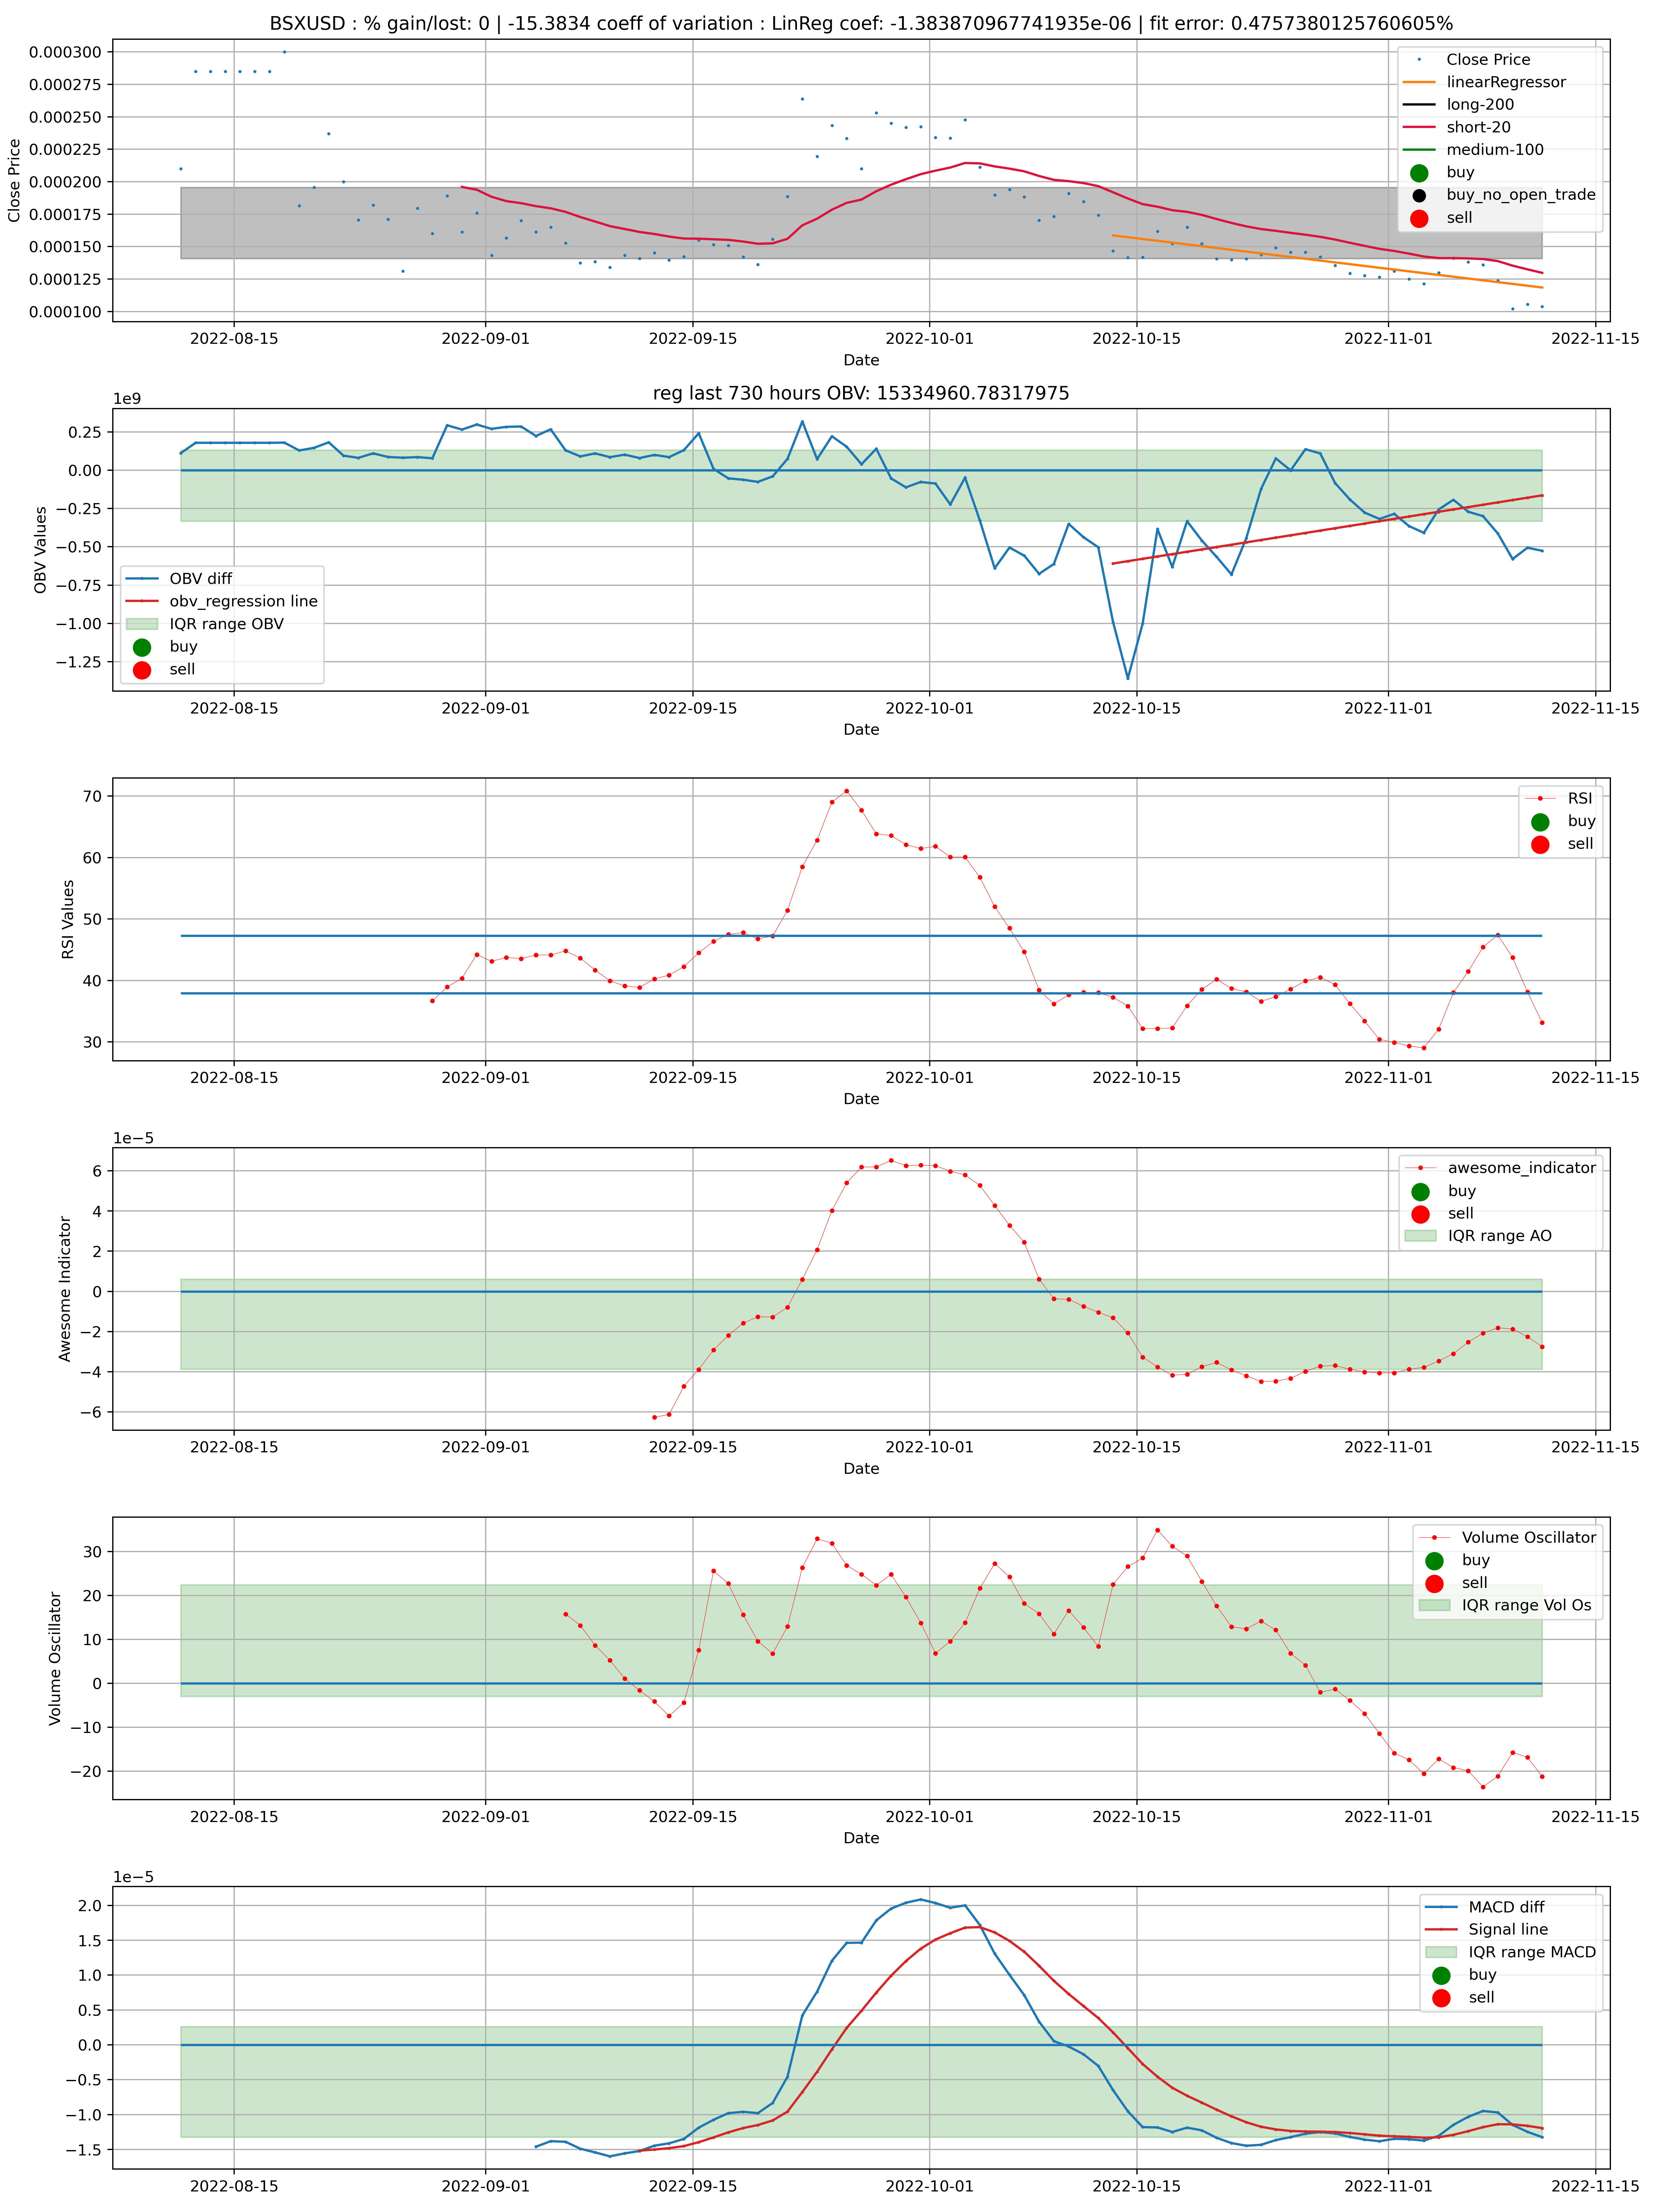 BSXUSD : % gain/lost: 0 | -15.3834 coeff of variation : LinReg coef: -1.383870967741935e-06 | fit error: 0.4757380125760605%
0.000300
0.000275
0.000250
0.000225
0.000200
0.000175
0.000150
0.000125
0.000100
Close Price
Close Price
linearRegressor
long-200
short-20
medium-100
buy
buy_no_open_trade
sell
2022-08-15 2022-09-01 2022-09-15 2022-10-01 2022-10-15 2022-11-01 2022-11-15
Date
reg last 730 hours OBV: 15334960.78317975
1e9
0.25
0.00
−0.25
−0.50
−0.75
−1.00
−1.25
OBV Values
OBV diff
obv_regression line
IQR range OBV
buy
sell
2022-08-15 2022-09-01 2022-09-15 2022-10-01 2022-10-15 2022-11-01 2022-11-15
Date
70
60
50
40
30
RSI Values
RSI
buy
sell
2022-08-15 2022-09-01 2022-09-15 2022-10-01 2022-10-15 2022-11-01 2022-11-15
Date
1e−5
6
4
2
0
−2
−4
−6
Awesome Indicator
awesome_indicator
buy
sell
IQR range AO
2022-08-15 2022-09-01 2022-09-15 2022-10-01 2022-10-15 2022-11-01 2022-11-15
Date
30
20
10
0
−10
−20
Volume Oscillator
Volume Oscillator
buy
sell
IQR range Vol Os
2022-08-15 2022-09-01 2022-09-15 2022-10-01 2022-10-15 2022-11-01 2022-11-15
Date
1e−5
2.0
1.5
1.0
0.5
0.0
−0.5
−1.0
−1.5
MACD diff
Signal line
IQR range MACD
buy
sell
2022-08-15 2022-09-01 2022-09-15 2022-10-01 2022-10-15 2022-11-01 2022-11-15